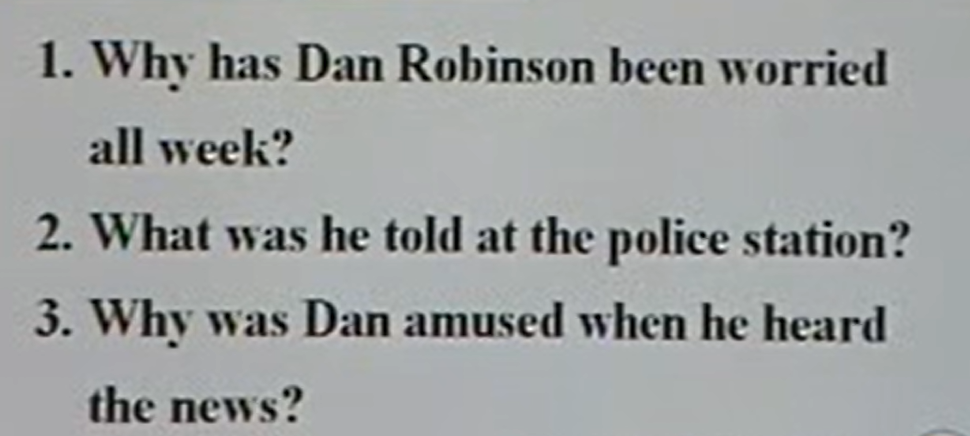 1. Why has Dan Robinson been worried
all week?
2. What was he told at the police station?
3. Why was Dan amused when he heard
the news?